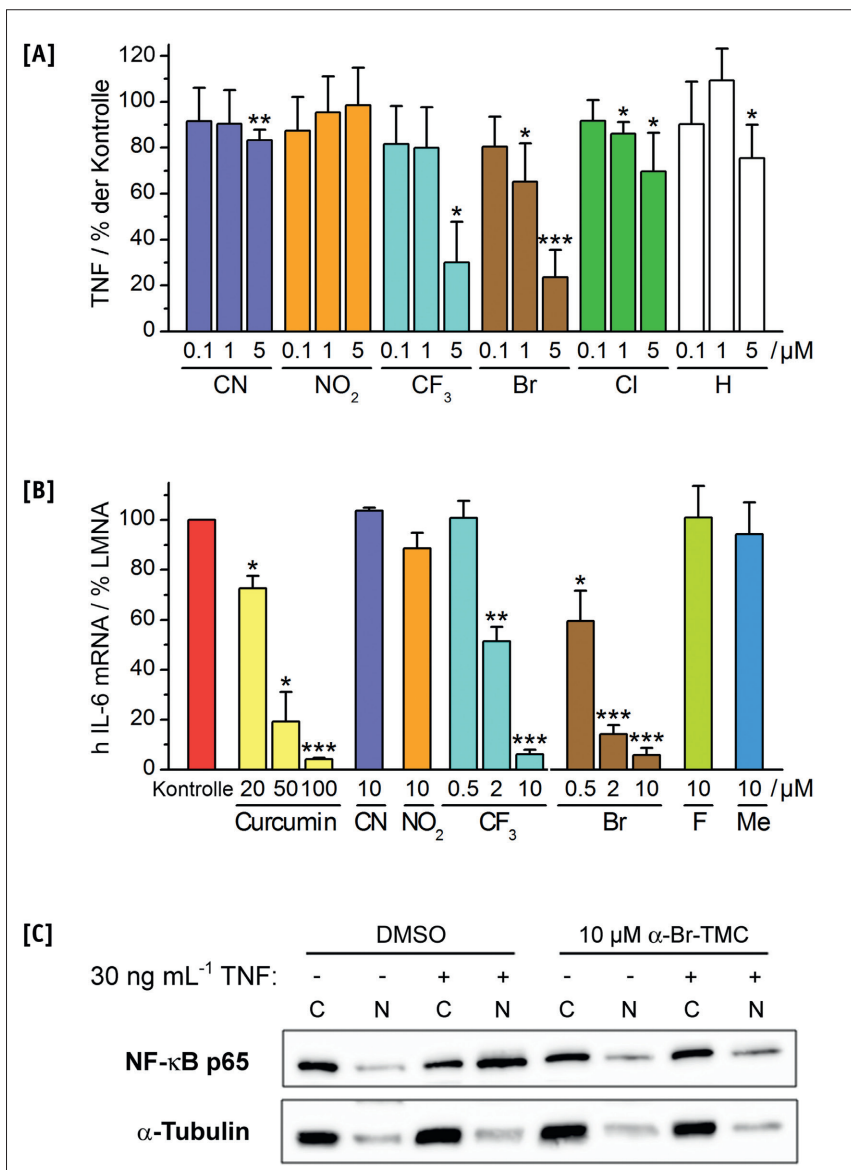 [A]
TNF / % der Kontrolle
120
100
80
60
40
20
0
** * * *** * * *
0.1 1 5 0.1 1 5 0.1 1 5 0.1 1 5 0.1 1 5 0.1 1 5 /µM
CN NO₂ CF₃ Br Cl H
[B]
h IL-6 mRNA / % LMNA
100
80
60
40
20
0
* * *** ** *** * *** ***
Kontrolle 20 50 100 10 10 0.5 2 10 0.5 2 10 10 10 /µM
Curcumin CN NO₂ CF₃ Br F Me
[C]
DMSO 10 µM α-Br-TMC
30 ng mL⁻¹ TNF: - - + + - - + +
C N C N C N C N
NF-κB p65
α-Tubulin